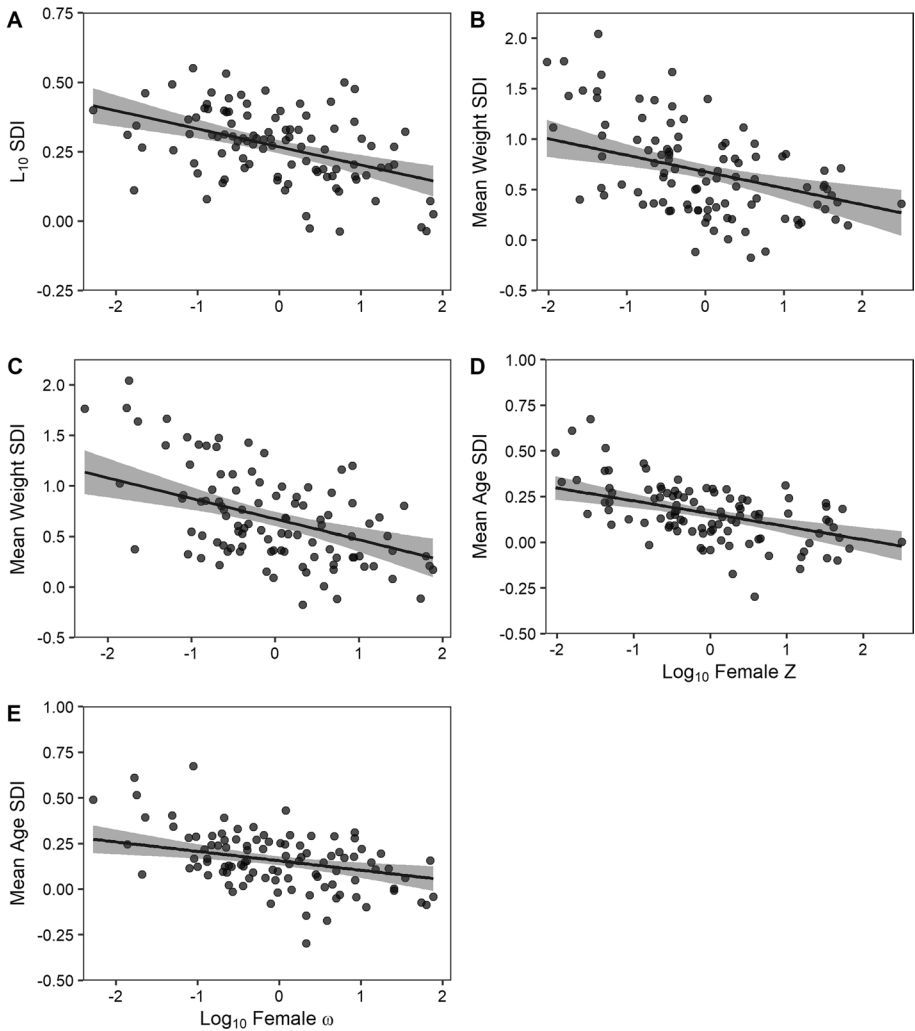 A
L10 SDI
0.75
0.50
0.25
0.00
-0.25
-2 -1 0 1 2
B
Mean Weight SDI
2.0
1.5
1.0
0.5
0.0
-0.5
-2 -1 0 1 2
C
Mean Weight SDI
2.0
1.5
1.0
0.5
0.0
-0.5
-2 -1 0 1 2
D
Mean Age SDI
1.00
0.75
0.50
0.25
0.00
-0.25
-0.50
-2 -1 0 1 2
Log10 Female Z
E
Mean Age SDI
1.00
0.75
0.50
0.25
0.00
-0.25
-0.50
-2 -1 0 1 2
Log10 Female ω